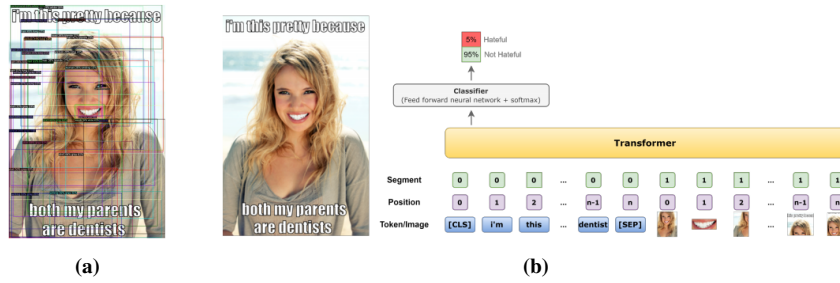 i'm this pretty because
both my parents
are dentists
(a)
i'm this pretty because
both my parents
are dentists
5% Hateful
95% Not Hateful
Classifier
(Feed forward neural network + softmax)
Transformer
Segment 0 0 0 ... 0 0 1 1 1 ... 1 1
Position 0 1 2 ... n-1 n 0 1 2 ... n-1 n
Token/Image [CLS] i'm this ... dentist [SEP] ...
(b)